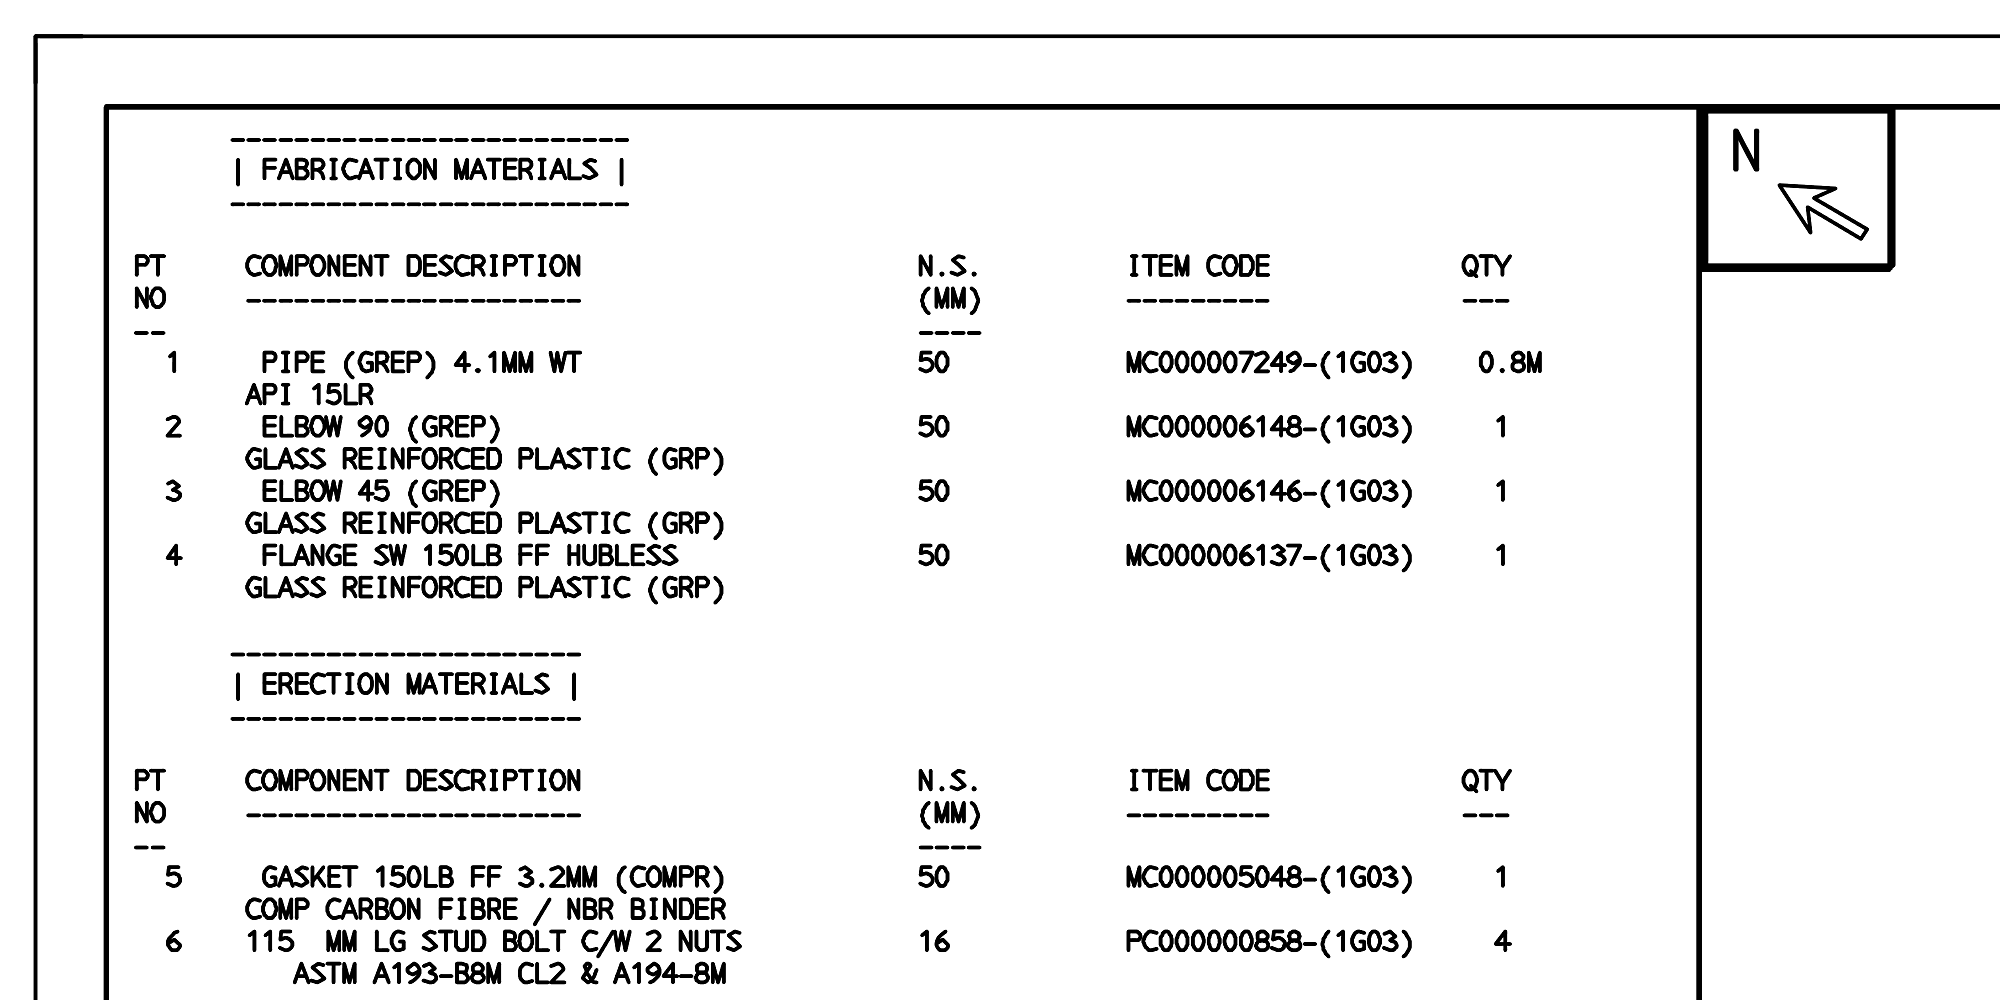 ------------------------- 
| FABRICATION MATERIALS |
-------------------------
N
PT COMPONENT DESCRIPTION N.S. ITEM CODE QTY
NO --------------------- (MM) --------- ---
-- ----
1 PIPE (GREP) 4.1MM WT 50 MC000007249-(1G03) 0.8M
API 15LR
2 ELBOW 90 (GREP) 50 MC000006148-(1G03) 1
GLASS REINFORCED PLASTIC (GRP)
3 ELBOW 45 (GREP) 50 MC000006146-(1G03) 1
GLASS REINFORCED PLASTIC (GRP)
4 FLANGE SW 150LB FF HUBLESS 50 MC000006137-(1G03) 1
GLASS REINFORCED PLASTIC (GRP)
----------------------
| ERECTION MATERIALS |
----------------------
PT COMPONENT DESCRIPTION N.S. ITEM CODE QTY
NO --------------------- (MM) --------- ---
-- ----
5 GASKET 150LB FF 3.2MM (COMPR) 50 MC000005048-(1G03) 1
COMP CARBON FIBRE / NBR BINDER
6 115 MM LG STUD BOLT C/W 2 NUTS 16 PC000000858-(1G03) 4
ASTM A193-B8M CL2 & A194-8M